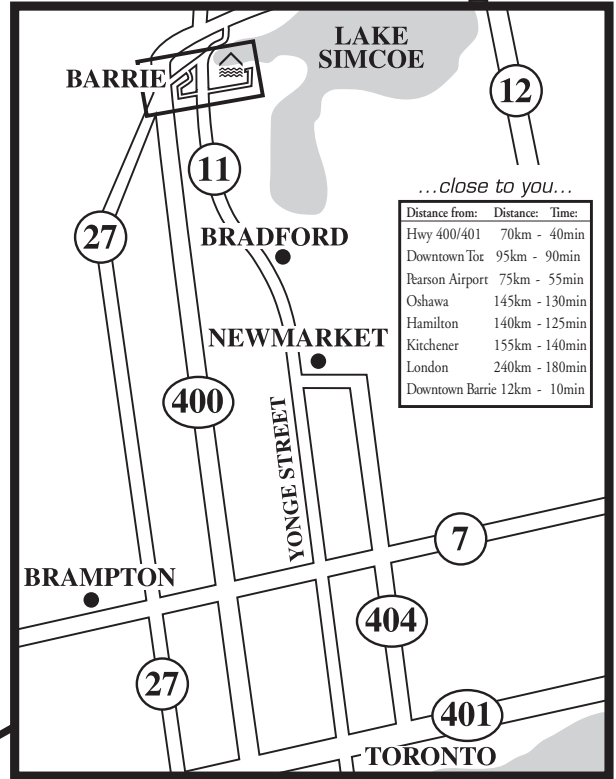 LAKE
SIMCOE
BARRIE
12
11
...close to you...
Distance from: Distance: Time:
Hwy 400/401 70km - 40min
Downtown Tor. 95km - 90min
Pearson Airport 75km - 55min
Oshawa 145km - 130min
Hamilton 140km - 125min
Kitchener 155km - 140min
London 240km - 180min
Downtown Barrie 12km - 10min
27
BRADFORD
NEWMARKET
400
YONGE STREET
7
BRAMPTON
404
27
401
TORONTO